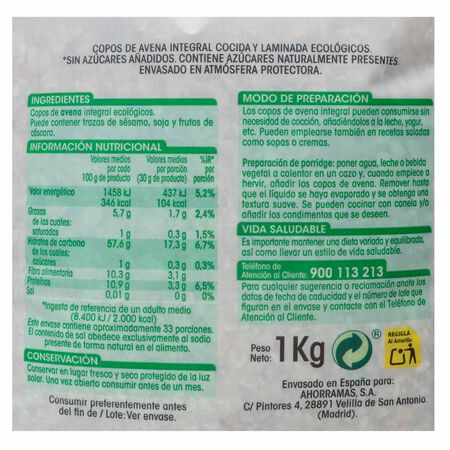 COPOS DE AVENA INTEGRAL COCIDA Y LAMINADA ECOLÓGICOS.
*SIN AZÚCARES AÑADIDOS. CONTIENE AZÚCARES NATURALMENTE PRESENTES.
ENVASADO EN ATMÓSFERA PROTECTORA.
INGREDIENTES
Copos de avena integral ecológicos.
Puede contener trazas de sésamo, soja y frutos de
cáscara.
INFORMACIÓN NUTRICIONAL
Valores medios por cada 100 g de producto
Valores medios por porción (30 g de producto)
%IR* por porción
Valor energético 1458 kJ 437 kJ 5,2%
346 kcal 104 kcal
Grasas 5,7 g 1,7 g 2,4%
de las cuales:
saturadas 1 g 0,3 g 1,5%
Hidratos de carbono 57,6 g 17,3 g 6,7%
de los cuales:
azúcares 1 g 0,3 g 0,3%
Fibra alimentaria 10,3 g 3,1 g
Proteínas 10,9 g 3,3 g 6,5%
Sal 0,01 g 0 g 0%
*Ingesta de referencia de un adulto medio
(8.400 kJ / 2.000 kcal)
Este envase contiene aproximadamente 33 porciones.
El contenido de sal obedece exclusivamente al sodio
presente de forma natural en el alimento.
CONSERVACIÓN
Conservar en lugar fresco y seco protegido de la luz
solar. Una vez abierto consumir antes de un mes.
Consumir preferentemente antes
del fin de / Lote: Ver envase.
MODO DE PREPARACIÓN
Los copos de avena integral pueden consumirse sin
necesidad de cocción, añadiéndolos a la leche, yogur,
etc. Pueden emplearse también en recetas saladas
como sopas o cremas.
Preparación de porridge: poner agua, leche o bebida
vegetal a calentar en un cazo y, cuando empiece a
hervir, añadir los copos de avena. Remover hasta
que el líquido se haya evaporado y se obtenga una
textura suave. Se pueden cocinar con canela y/o
añadir los condimentos que se deseen.
VIDA SALUDABLE
Es importante mantener una dieta variada y equilibrada,
así como llevar un estilo de vida saludable.
Teléfono de
Atención al Cliente: 900 113 213
Para cualquier sugerencia o reclamación anote los
datos de fecha de caducidad y el número de lote que
figuran en el envase y contacte con el Teléfono de
Atención al Cliente.
Peso
Neto: 1Kg
®
RECICLA
Al Amarillo
Envasado en España para:
AHORRAMAS, S.A.
C/ Pintores 4, 28891 Velilla de San Antonio.
(Madrid).